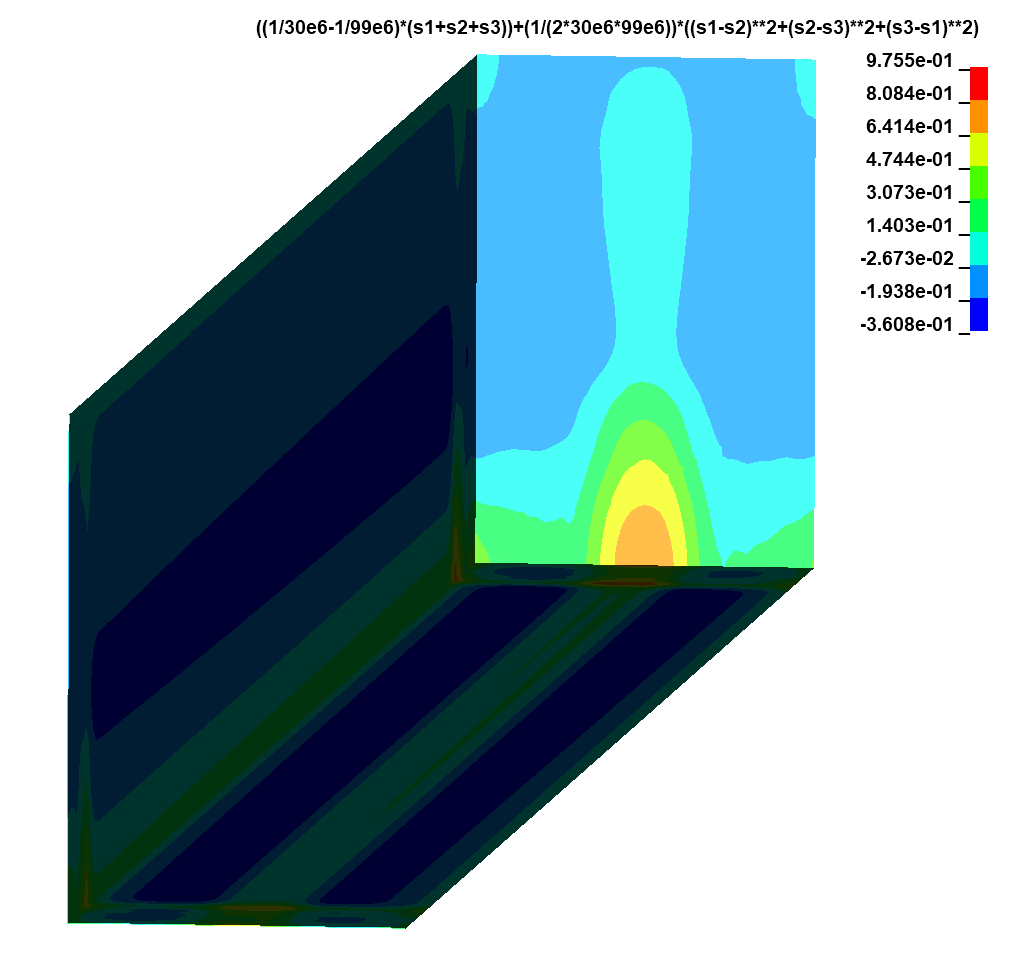 ((1/30e6-1/99e6)*(s1+s2+s3))+(1/(2*30e6*99e6))*((s1-s2)**2+(s2-s3)**2+(s3-s1)**2)
9.755e-01
8.084e-01
6.414e-01
4.744e-01
3.073e-01
1.403e-01
-2.673e-02
-1.938e-01
-3.608e-01